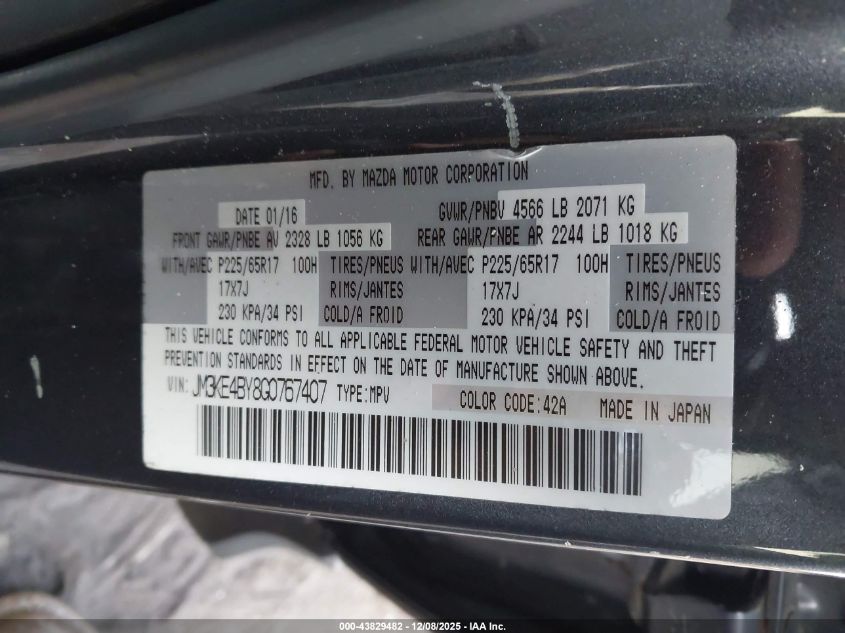 MFD. BY MAZDA MOTOR CORPORATION
DATE 01/16 GVWR/PNBV 4566 LB 2071 KG
FRONT GAWR/PNBE AV 2328 LB 1056 KG REAR GAWR/PNBE AR 2244 LB 1018 KG
WITH/AVEC P225/65R17 100H TIRES/PNEUS WITH/AVEC P225/65R17 100H TIRES/PNEUS
17X7J RIMS/JANTES 17X7J RIMS/JANTES
230 KPA/34 PSI COLD/A FROID 230 KPA/34 PSI COLD/A FROID
THIS VEHICLE CONFORMS TO ALL APPLICABLE FEDERAL MOTOR VEHICLE SAFETY AND THEFT
PREVENTION STANDARDS IN EFFECT ON THE DATE OF MANUFACTURE SHOWN ABOVE.
VIN: JM3KE4BY8G0767407 TYPE:MPV COLOR CODE:42A MADE IN JAPAN
000-43829482 - 12/08/2025 - IAA Inc.